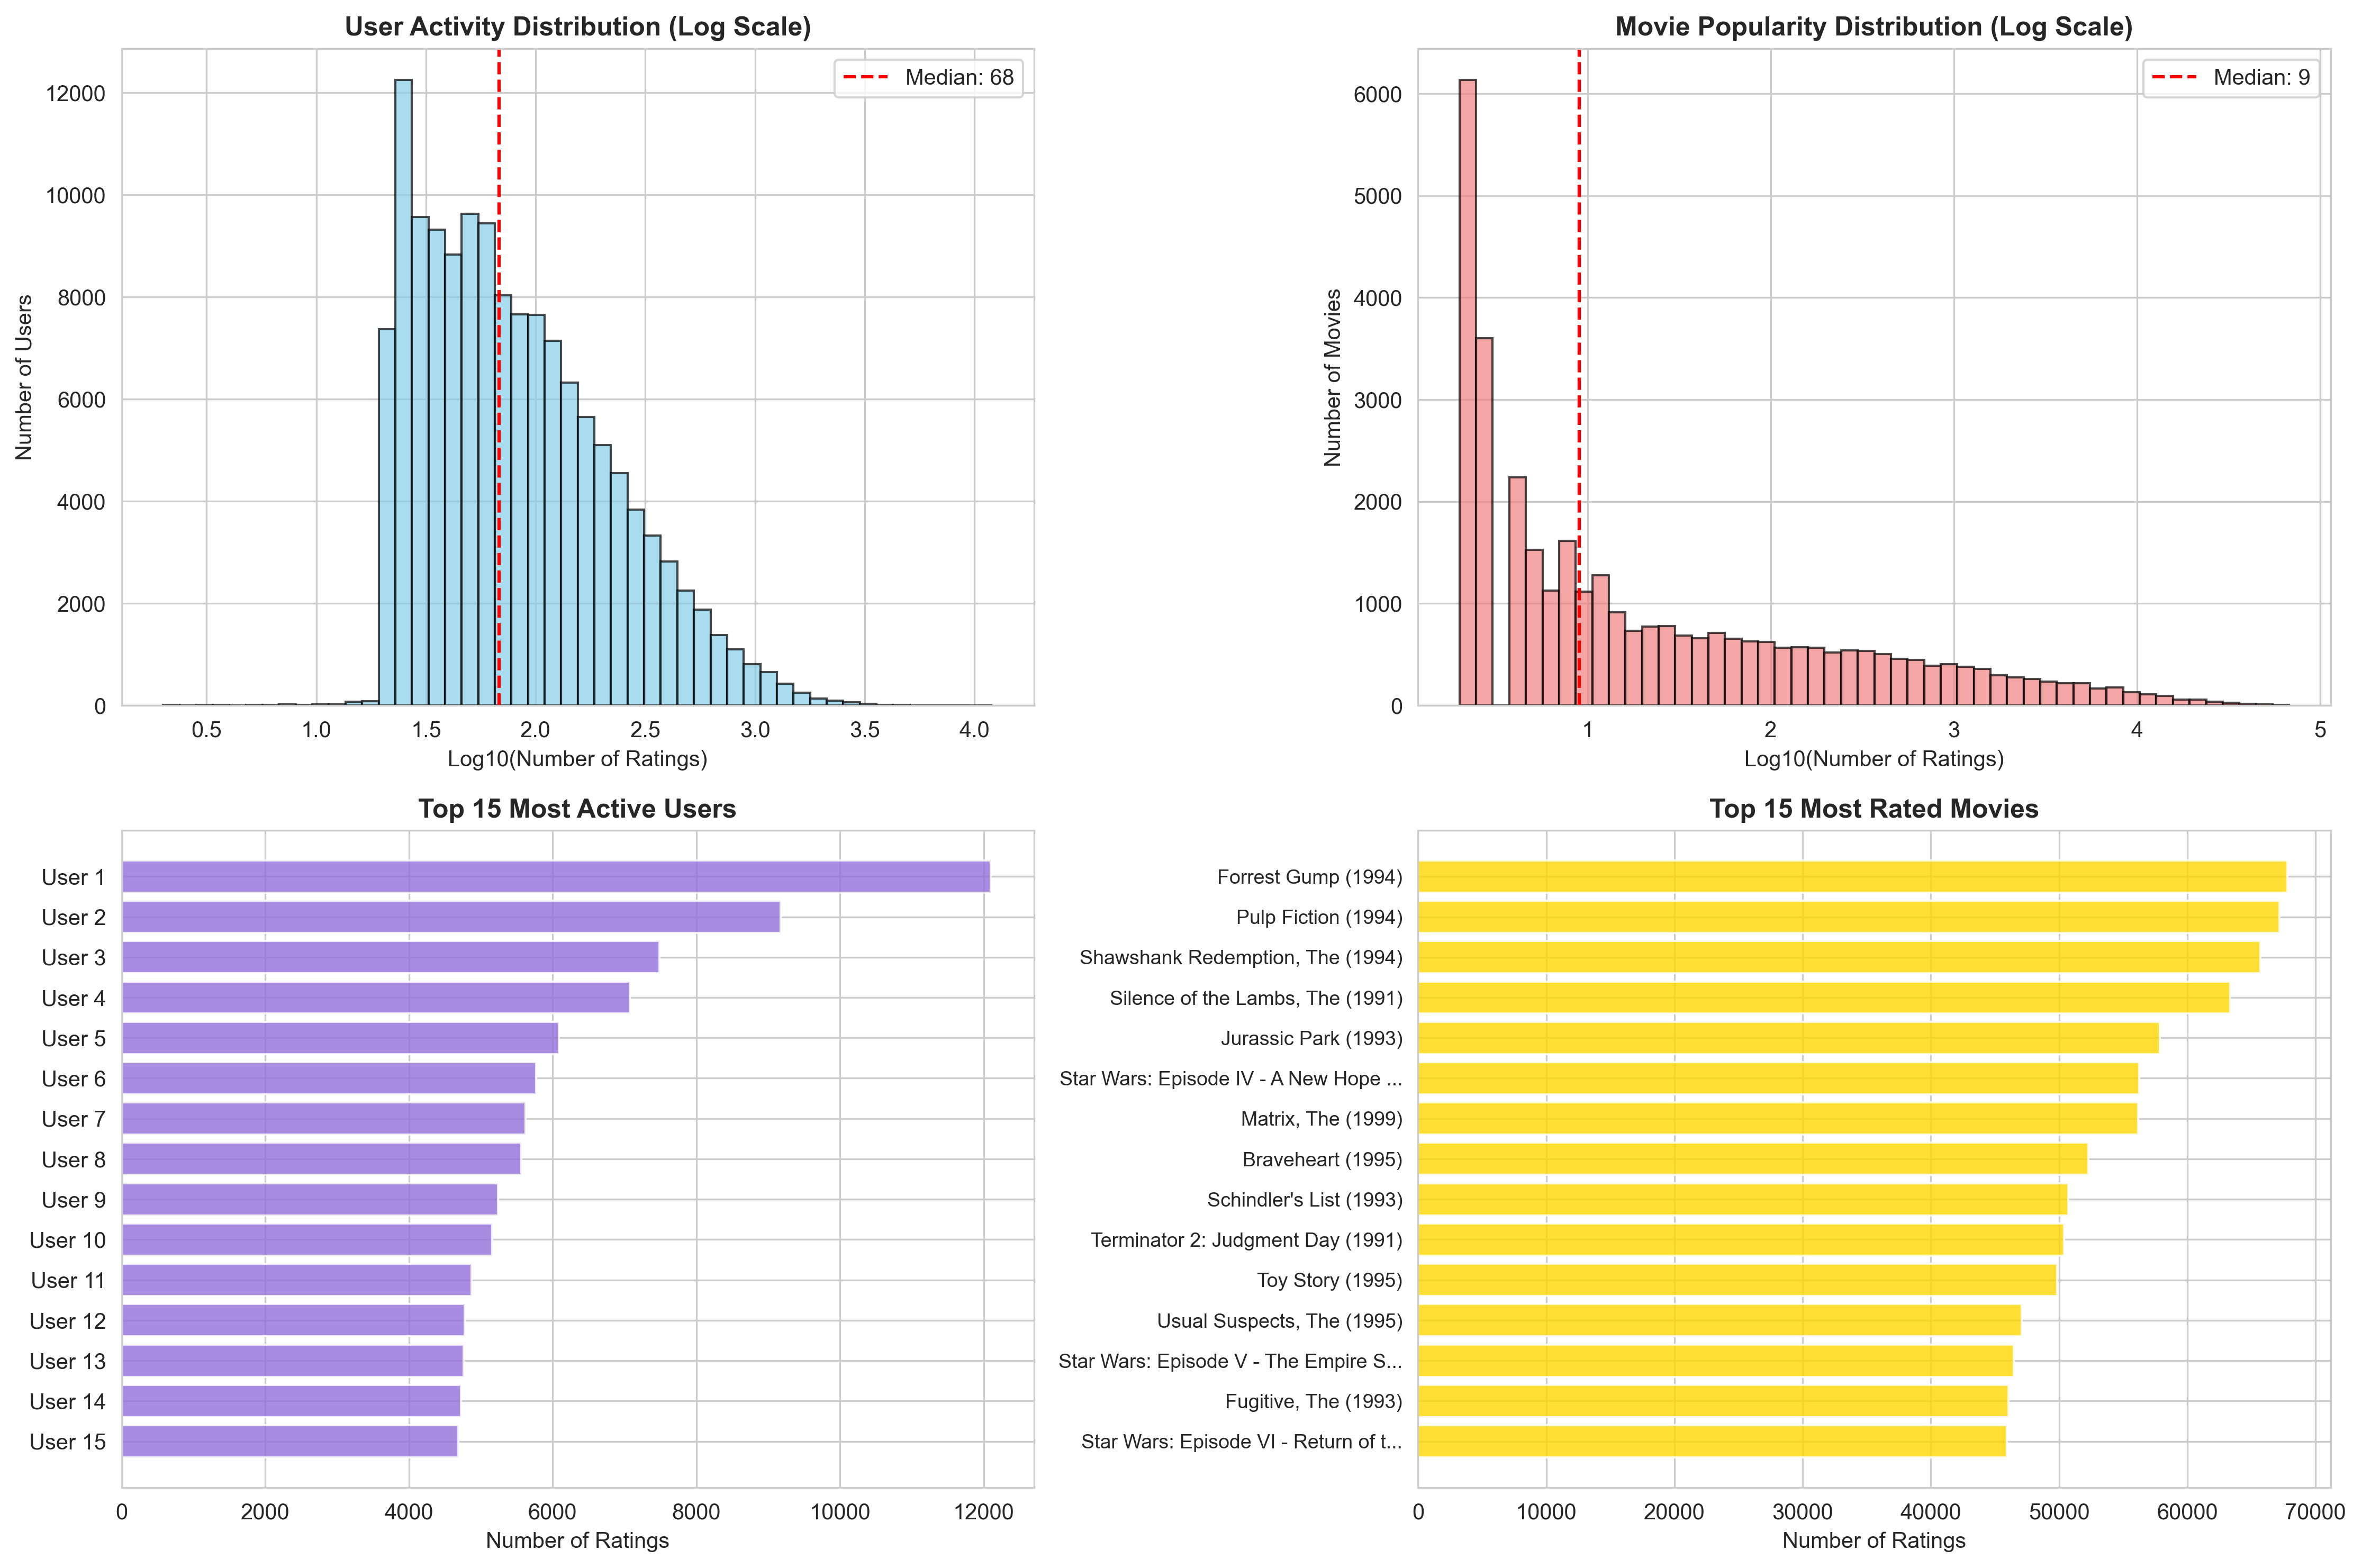 User Activity Distribution (Log Scale)
Median: 68
12000
10000
8000
6000
4000
2000
0
Number of Users
0.5 1.0 1.5 2.0 2.5 3.0 3.5 4.0
Log10(Number of Ratings)
Movie Popularity Distribution (Log Scale)
Median: 9
6000
5000
4000
3000
2000
1000
0
Number of Movies
1 2 3 4 5
Log10(Number of Ratings)
Top 15 Most Active Users
User 1
User 2
User 3
User 4
User 5
User 6
User 7
User 8
User 9
User 10
User 11
User 12
User 13
User 14
User 15
0 2000 4000 6000 8000 10000 12000
Number of Ratings
Top 15 Most Rated Movies
Forrest Gump (1994)
Pulp Fiction (1994)
Shawshank Redemption, The (1994)
Silence of the Lambs, The (1991)
Jurassic Park (1993)
Star Wars: Episode IV - A New Hope ...
Matrix, The (1999)
Braveheart (1995)
Schindler's List (1993)
Terminator 2: Judgment Day (1991)
Toy Story (1995)
Usual Suspects, The (1995)
Star Wars: Episode V - The Empire S...
Fugitive, The (1993)
Star Wars: Episode VI - Return of t...
0 10000 20000 30000 40000 50000 60000 70000
Number of Ratings